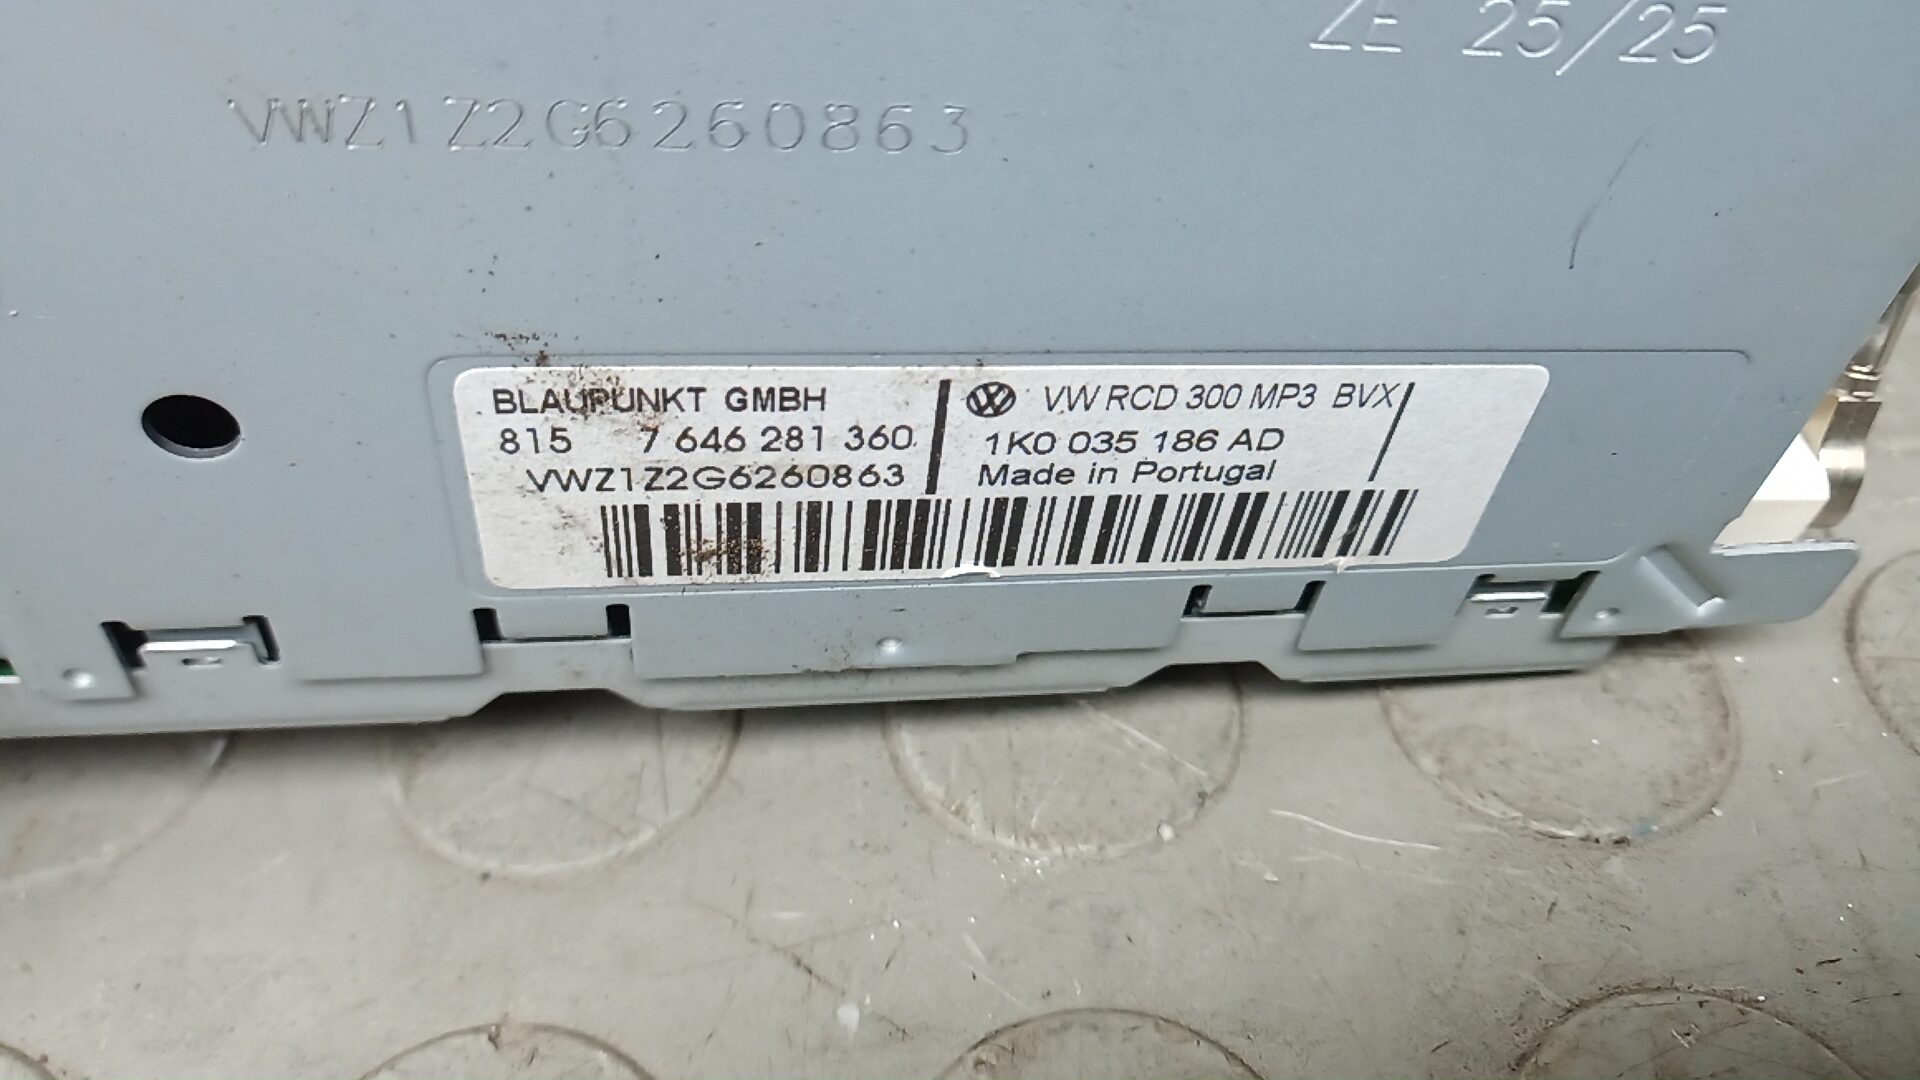 ZE 25/25
VWZ1Z2G6260863
BLAUPUNKT GMBH
815 7 646 281 360
VWZ1Z2G6260863
VW RCD 300 MP3 BVX
1K0 035 186 AD
Made in Portugal